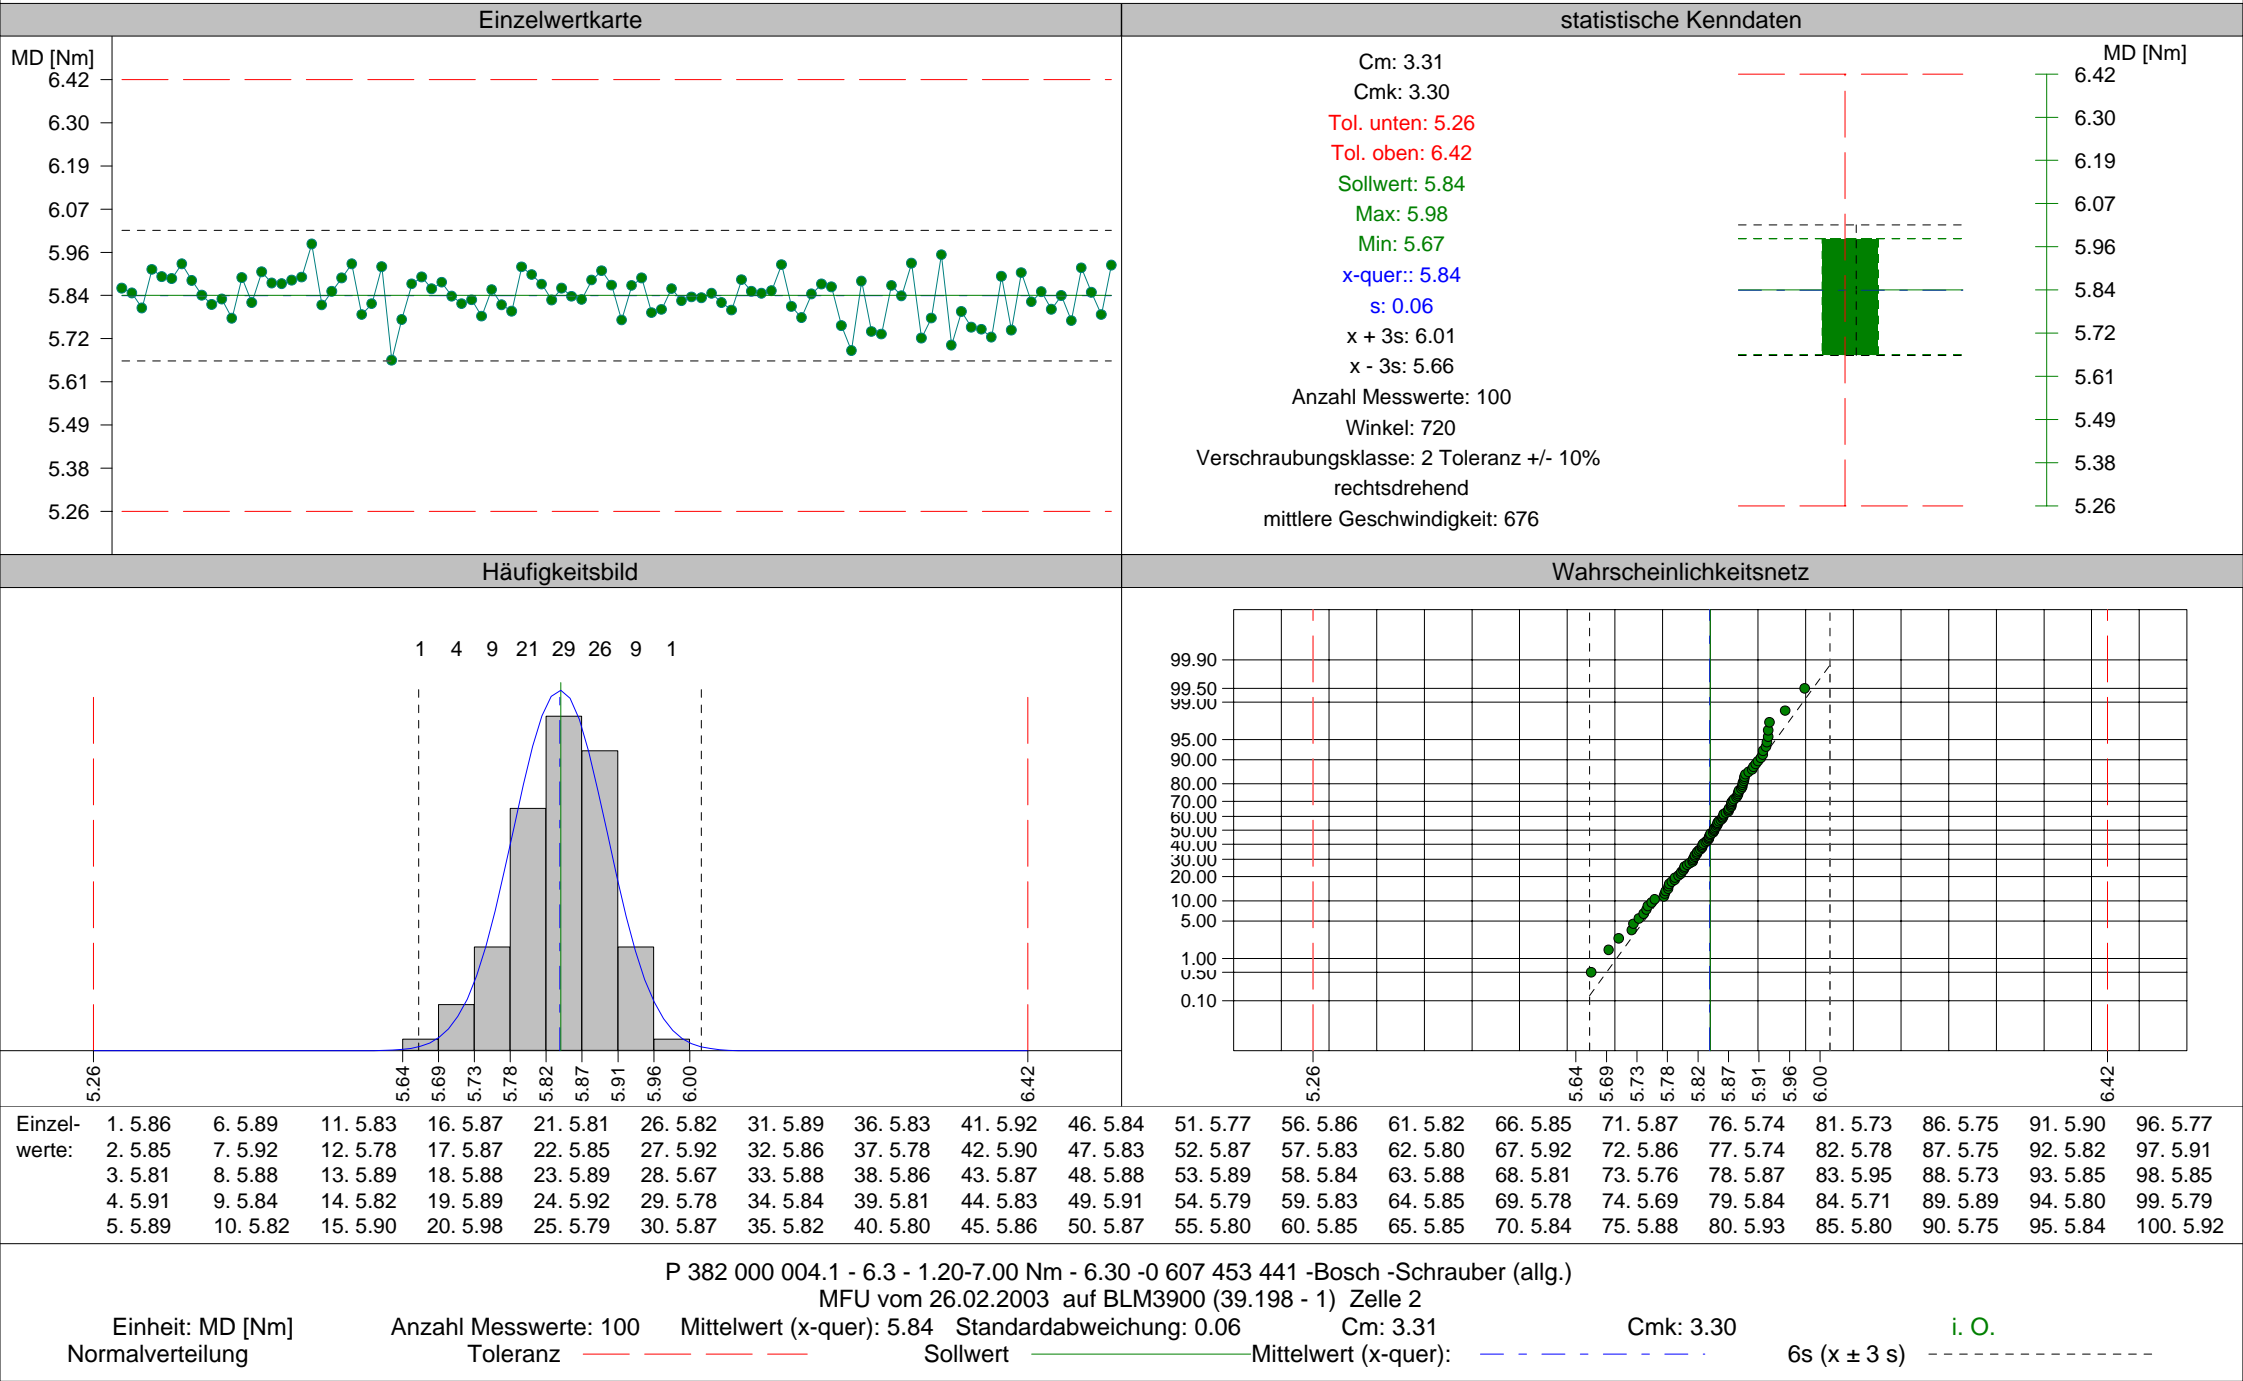 Einzelwertkarte
MD [Nm]
6.42
6.30
6.19
6.07
5.96
5.84
5.72
5.61
5.49
5.38
5.26
statistische Kenndaten
Cm: 3.31
Cmk: 3.30
Tol. unten: 5.26
Tol. oben: 6.42
Sollwert: 5.84
Max: 5.98
Min: 5.67
x-quer:: 5.84
s: 0.06
x + 3s: 6.01
x - 3s: 5.66
Anzahl Messwerte: 100
Winkel: 720
Verschraubungsklasse: 2 Toleranz +/- 10%
rechtsdrehend
mittlere Geschwindigkeit: 676
MD [Nm]
6.42
6.30
6.19
6.07
5.96
5.84
5.72
5.61
5.49
5.38
5.26
Häufigkeitsbild
1 4 9 21 29 26 9 1
5.26 5.64 5.69 5.73 5.78 5.82 5.87 5.91 5.96 6.00 6.42
Wahrscheinlichkeitsnetz
99.90
99.50
99.00
95.00
90.00
80.00
70.00
60.00
50.00
40.00
30.00
20.00
10.00
5.00
1.00
0.50
0.10
5.26 5.64 5.69 5.73 5.78 5.82 5.87 5.91 5.96 6.00 6.42
Einzel- 1. 5.86 6. 5.89 11. 5.83 16. 5.87 21. 5.81 26. 5.82 31. 5.89 36. 5.83 41. 5.92 46. 5.84 51. 5.77 56. 5.86 61. 5.82 66. 5.85 71. 5.87 76. 5.74 81. 5.73 86. 5.75 91. 5.90 96. 5.77
werte: 2. 5.85 7. 5.92 12. 5.78 17. 5.87 22. 5.85 27. 5.92 32. 5.86 37. 5.78 42. 5.90 47. 5.83 52. 5.87 57. 5.83 62. 5.80 67. 5.92 72. 5.86 77. 5.74 82. 5.78 87. 5.75 92. 5.82 97. 5.91
3. 5.81 8. 5.88 13. 5.89 18. 5.88 23. 5.89 28. 5.67 33. 5.88 38. 5.86 43. 5.87 48. 5.88 53. 5.89 58. 5.84 63. 5.88 68. 5.81 73. 5.76 78. 5.87 83. 5.95 88. 5.73 93. 5.85 98. 5.85
4. 5.91 9. 5.84 14. 5.82 19. 5.89 24. 5.92 29. 5.78 34. 5.84 39. 5.81 44. 5.83 49. 5.91 54. 5.79 59. 5.83 64. 5.85 69. 5.78 74. 5.69 79. 5.84 84. 5.71 89. 5.89 94. 5.80 99. 5.79
5. 5.89 10. 5.82 15. 5.90 20. 5.98 25. 5.79 30. 5.87 35. 5.82 40. 5.80 45. 5.86 50. 5.87 55. 5.80 60. 5.85 65. 5.85 70. 5.84 75. 5.88 80. 5.93 85. 5.80 90. 5.75 95. 5.84 100. 5.92
P 382 000 004.1 - 6.3 - 1.20-7.00 Nm - 6.30 -0 607 453 441 -Bosch -Schrauber (allg.)
MFU vom 26.02.2003 auf BLM3900 (39.198 - 1) Zelle 2
Einheit: MD [Nm] Anzahl Messwerte: 100 Mittelwert (x-quer): 5.84 Standardabweichung: 0.06 Cm: 3.31 Cmk: 3.30 i. O.
Normalverteilung Toleranz Sollwert Mittelwert (x-quer): 6s (x ± 3 s)